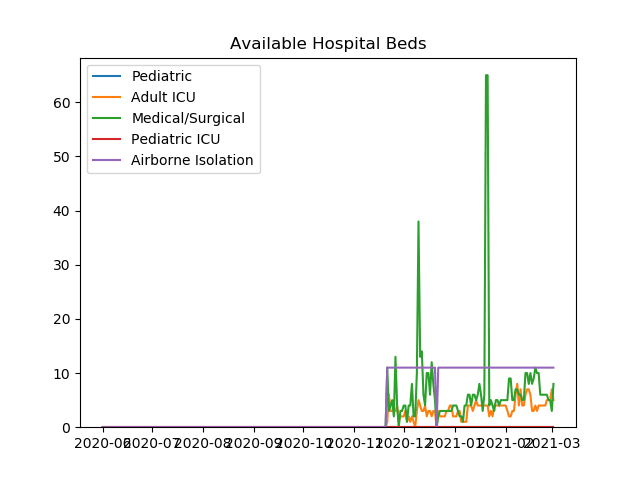 Available Hospital Beds
Pediatric
Adult ICU
Medical/Surgical
Pediatric ICU
Airborne Isolation
60
50
40
30
20
10
0
2020-06 2020-07 2020-08 2020-09 2020-10 2020-11 2020-12 2021-01 2021-02 2021-03